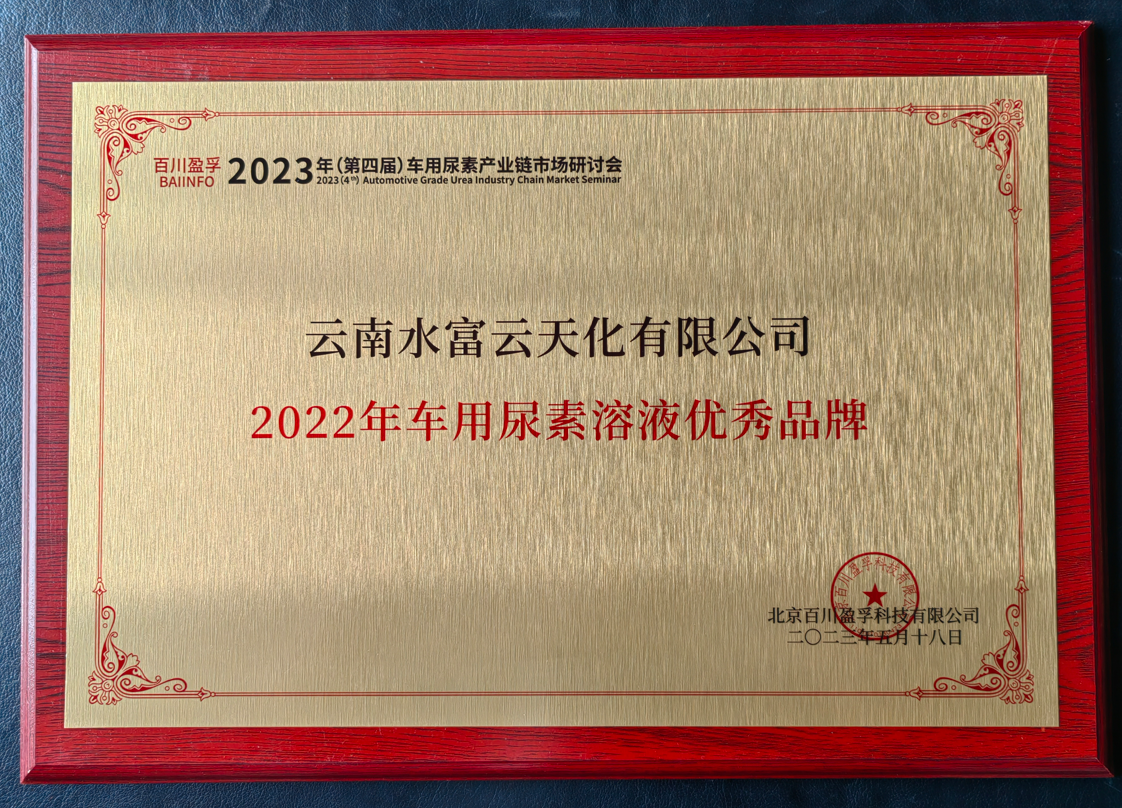 百川盈孚
BAIINFO
2023年(第四届)车用尿素产业链市场研讨会
2023 (4th) Automotive Grade Urea Industry Chain Market Seminar
云南水富云天化有限公司
2022年车用尿素溶液优秀品牌
北京百川盈孚科技有限公司
二〇二三年五月十八日